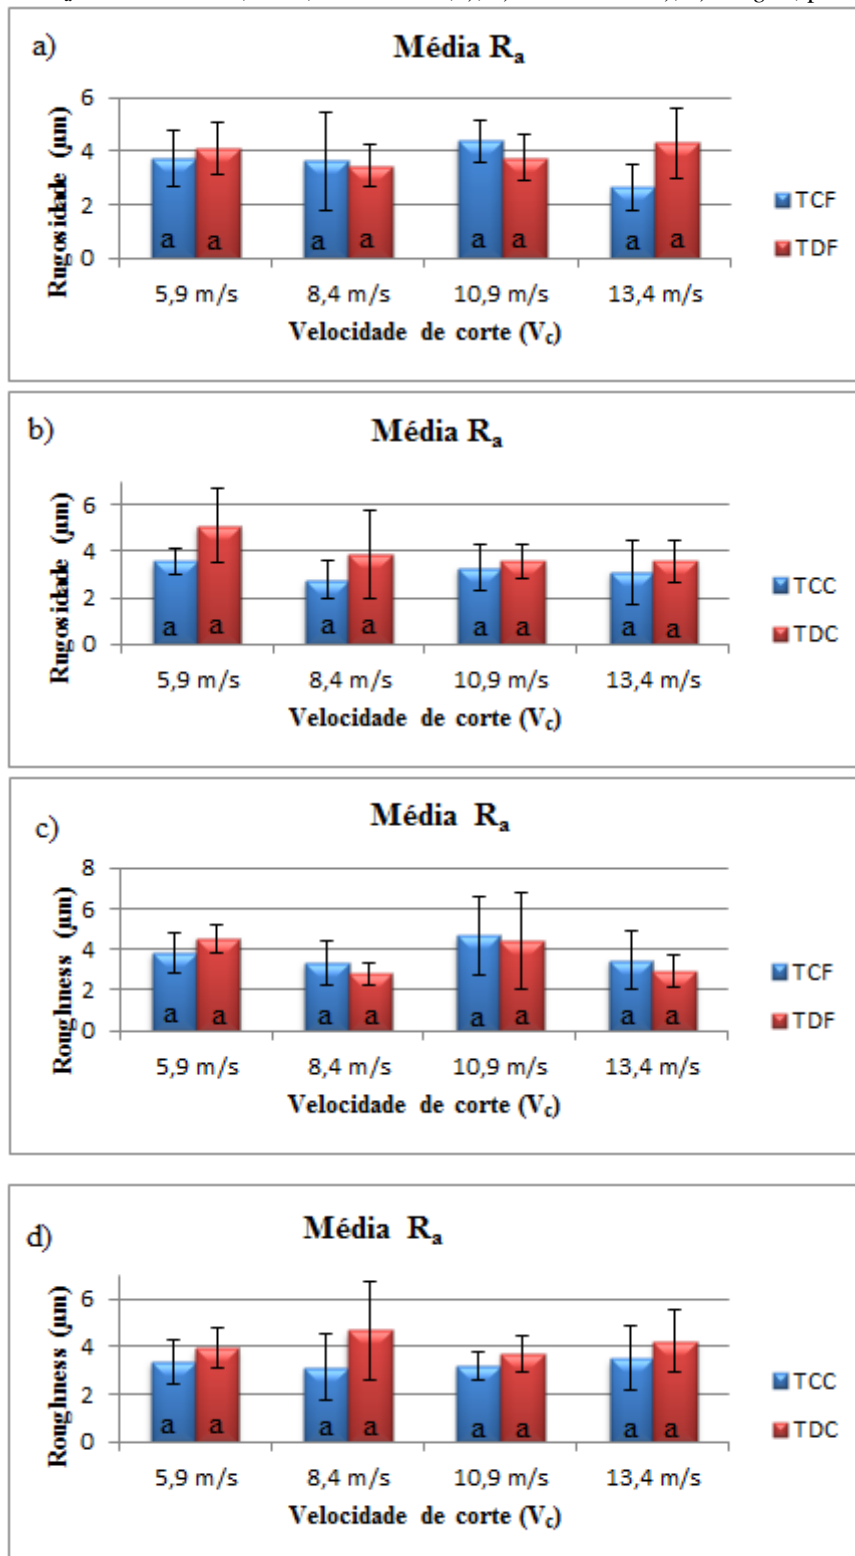 a)
Média Rₐ
Rugosidade (µm)
6
4
2
0
a a a a a a a a
5,9 m/s 8,4 m/s 10,9 m/s 13,4 m/s
Velocidade de corte (V꜀)
TCF
TDF
b)
Média Rₐ
Rugosidade (µm)
6
4
2
0
a a a a a a a a
5,9 m/s 8,4 m/s 10,9 m/s 13,4 m/s
Velocidade de corte (V꜀)
TCC
TDC
c)
Média Rₐ
Roughness (µm)
8
6
4
2
0
a a a a a a a a
5,9 m/s 8,4 m/s 10,9 m/s 13,4 m/s
Velocidade de corte (V꜀)
TCF
TDF
d)
Média Rₐ
Roughness (µm)
6
4
2
0
a a a a a a a a
5,9 m/s 8,4 m/s 10,9 m/s 13,4 m/s
Velocidade de corte (V꜀)
TCC
TDC